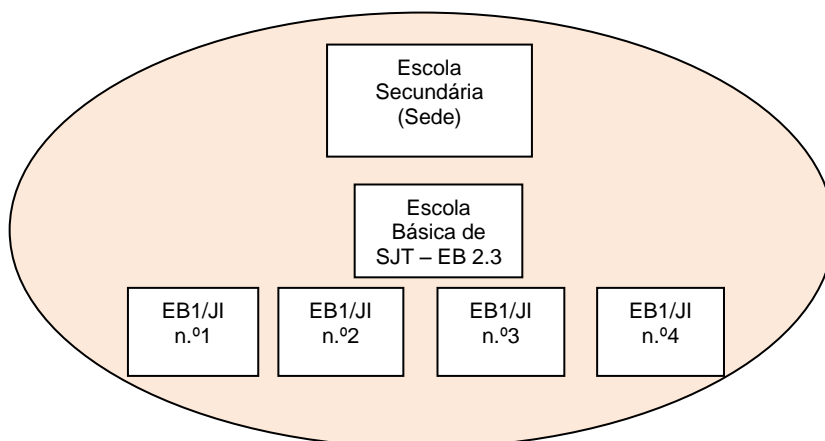 Escola
Secundária
(Sede)
Escola
Básica de
SJT – EB 2.3
EB1/JI
n.º1
EB1/JI
n.º2
EB1/JI
n.º3
EB1/JI
n.º4